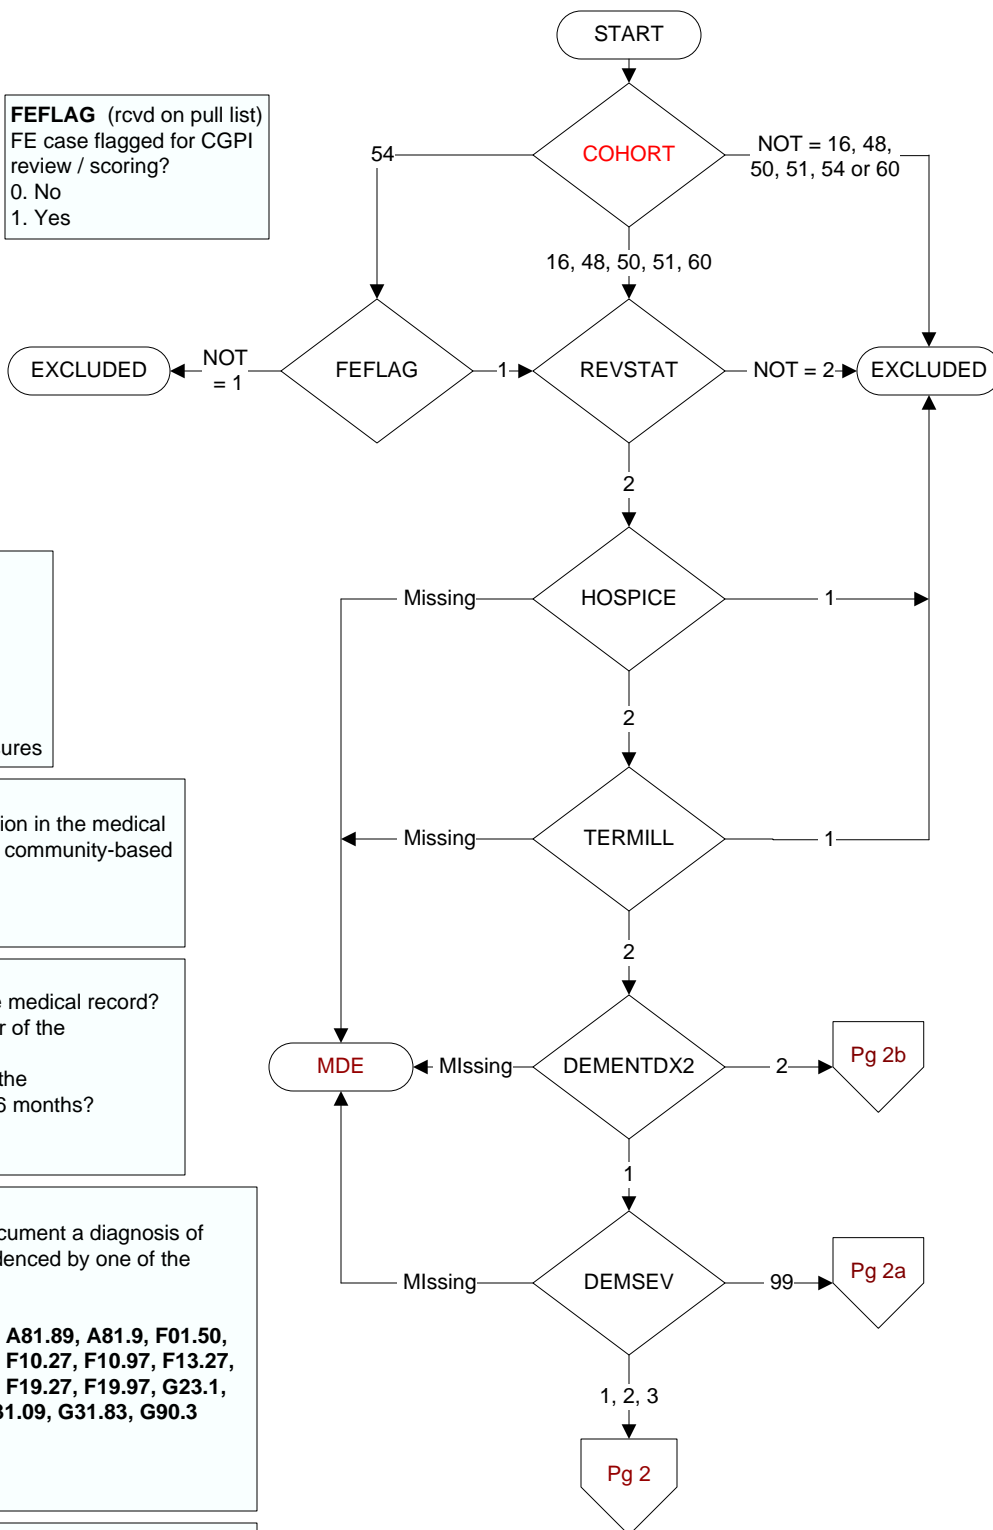 START
FEFLAG (rcvd on pull list)
FE case flagged for CGPI
review / scoring?
0. No
1. Yes
COHORT
54
NOT = 16, 48,
50, 51, 54 or 60
16, 48, 50, 51, 60
EXCLUDED
NOT
= 1
FEFLAG
1
REVSTAT
NOT = 2
EXCLUDED
2
Missing
HOSPICE
1
2
ures
ion in the medical
community-based
Missing
TERMILL
1
2
e medical record?
r of the
the
6 months?
MDE
MIssing
DEMENTDX2
2
Pg 2b
1
cument a diagnosis of
denced by one of the
A81.89, A81.9, F01.50,
F10.27, F10.97, F13.27,
F19.27, F19.97, G23.1,
31.09, G31.83, G90.3
MIssing
DEMSEV
99
Pg 2a
1, 2, 3
Pg 2